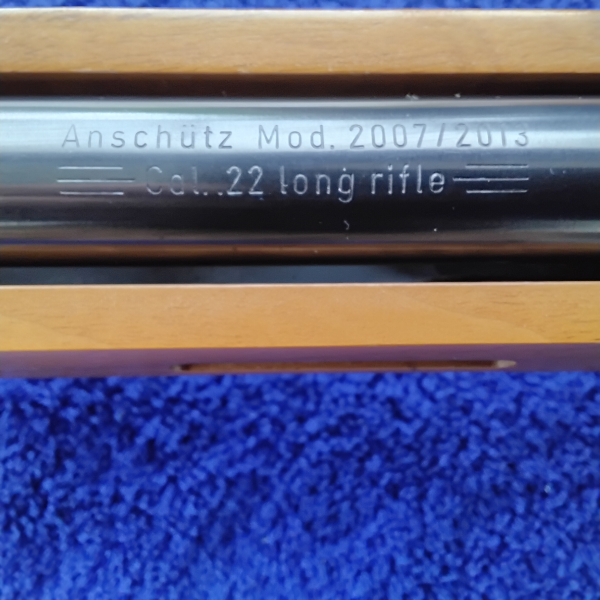 Anschütz Mod. 2007/2013
Cal. .22 long rifle